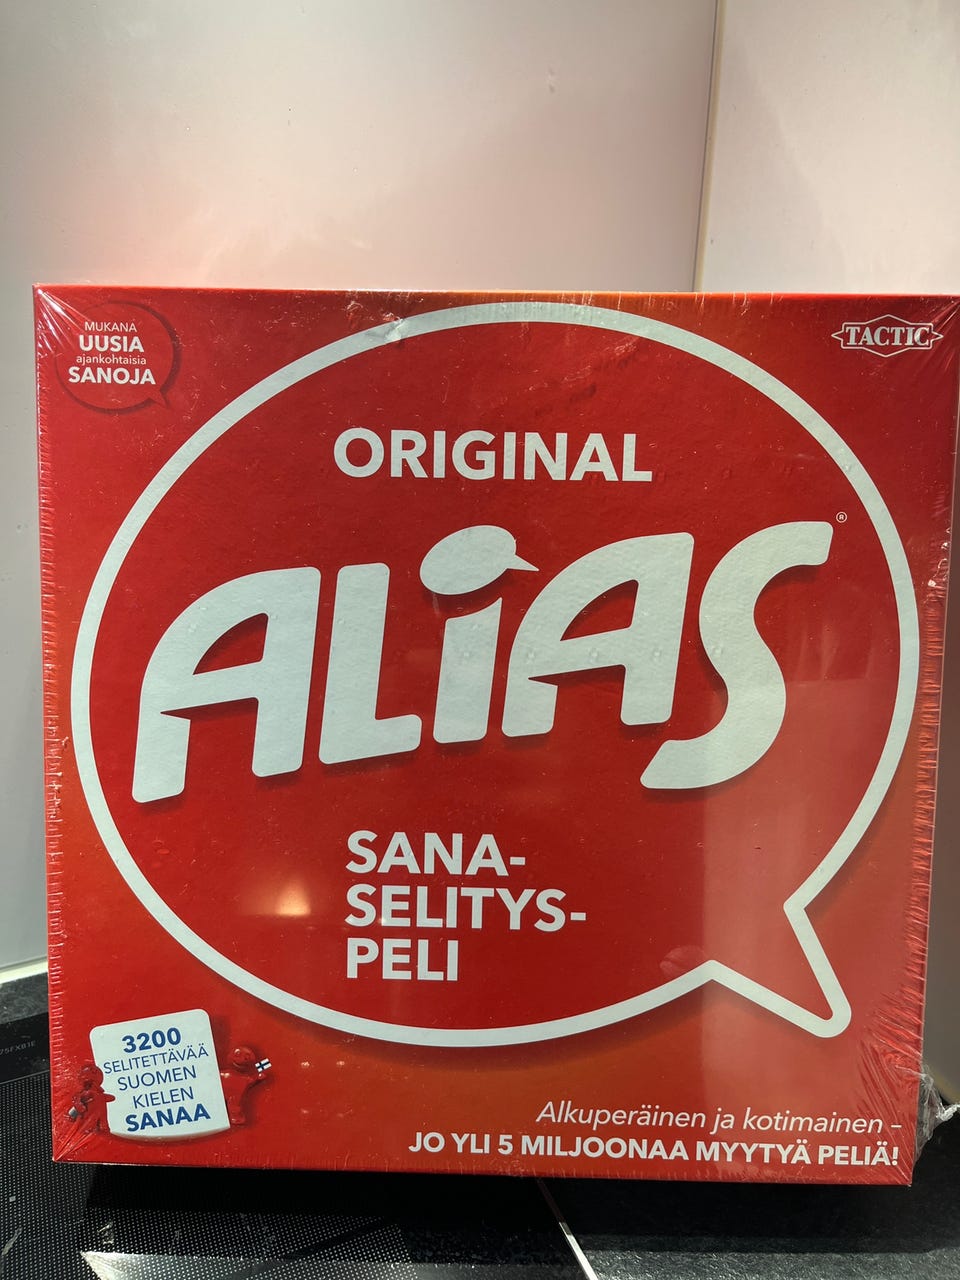 MUKANA
UUSIA
ajankohtaisia
SANOJA
TACTIC
ORIGINAL
ALiAS®
SANA-
SELITYS-
PELI
3200
SELITETTÄVÄÄ
SUOMEN
KIELEN
SANAA
Alkuperäinen ja kotimainen –
JO YLI 5 MILJOONAA MYYTYÄ PELIÄ!